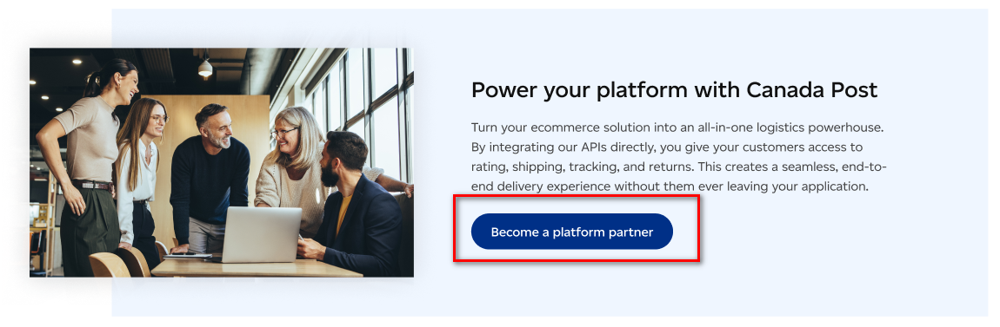 Power your platform with Canada Post
Turn your ecommerce solution into an all-in-one logistics powerhouse.
By integrating our APIs directly, you give your customers access to
rating, shipping, tracking, and returns. This creates a seamless, end-to-
end delivery experience without them ever leaving your application.
Become a platform partner